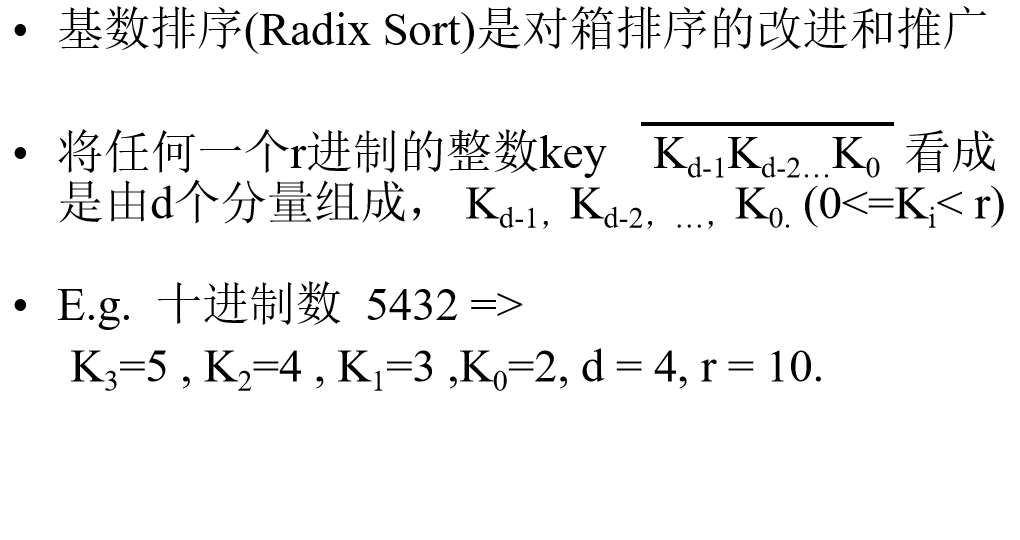 • 基数排序(Radix Sort)是对箱排序的改进和推广
• 将任何一个r进制的整数key K_{d-1}K_{d-2…}K_0 看成
是由d个分量组成， K_{d-1，} K_{d-2，…，} K_{0.} (0<=K_i< r)
• E.g. 十进制数 5432 =>
K_3=5 , K_2=4 , K_1=3 ,K_0=2, d = 4, r = 10.